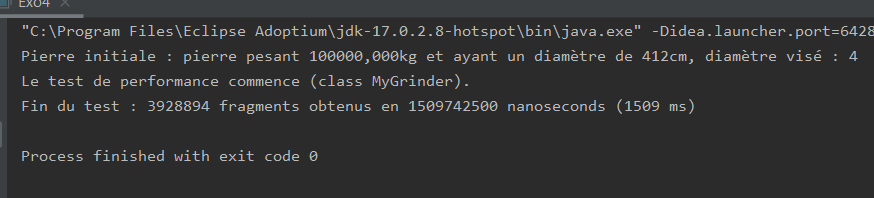 Exo4
"C:\Program Files\Eclipse Adoptium\jdk-17.0.2.8-hotspot\bin\java.exe" -Didea.launcher.port=6428
Pierre initiale : pierre pesant 100000,000kg et ayant un diamètre de 412cm, diamètre visé : 4
Le test de performance commence (class MyGrinder).
Fin du test : 3928894 fragments obtenus en 1509742500 nanoseconds (1509 ms)
Process finished with exit code 0